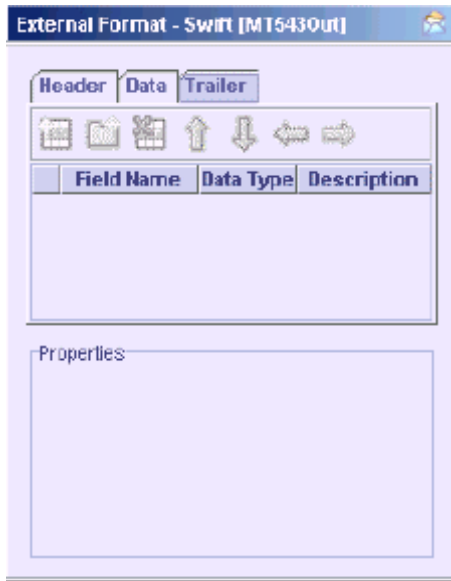 External Format - Swift [MT543Out]
Header Data Trailer
Field Name Data Type Description
Properties